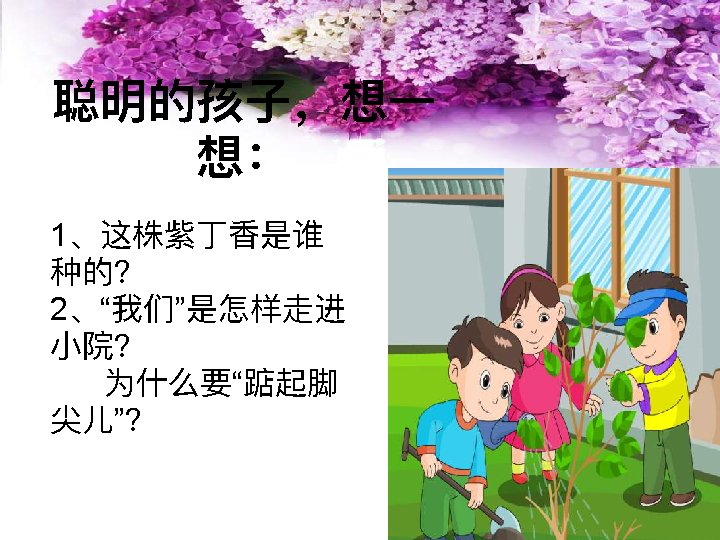 聪明的孩子，想一
想：
1、这株紫丁香是谁
种的?
2、“我们”是怎样走进
小院?
为什么要“踮起脚
尖儿”?